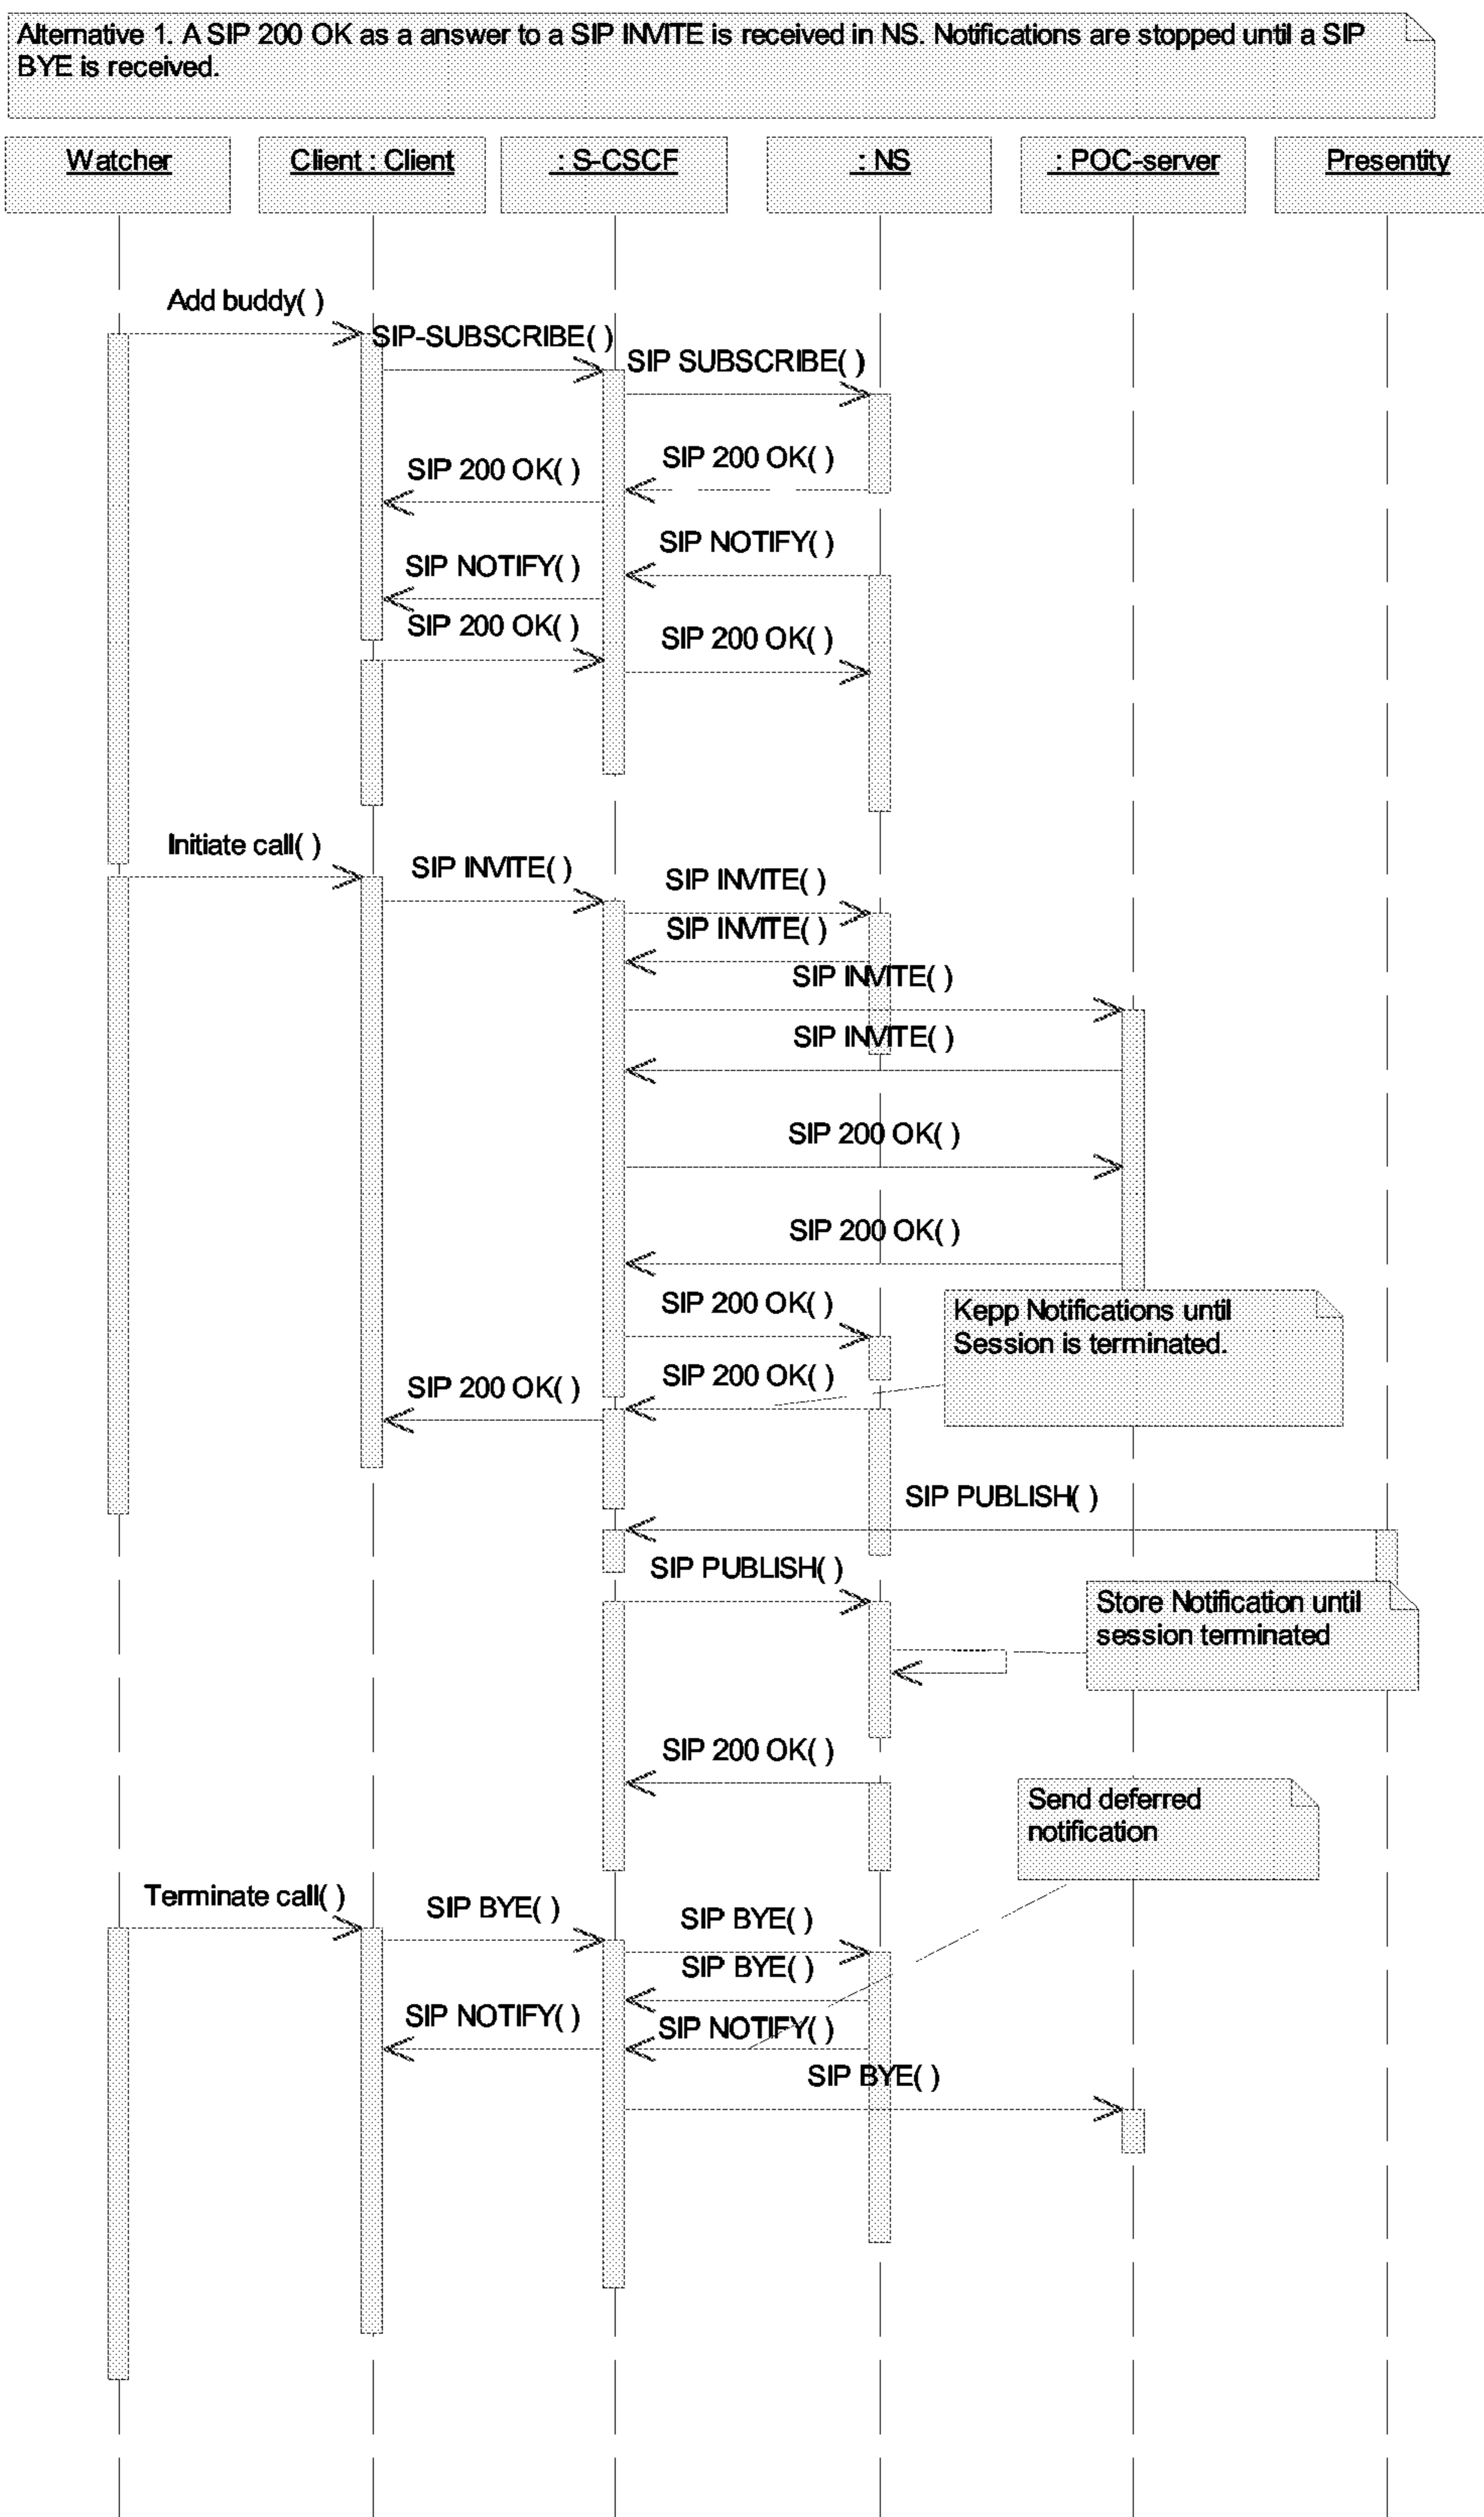 Alternative 1. A SIP 200 OK as a answer to a SIP INVITE is received in NS. Notifications are stopped until a SIP
BYE is received.
Watcher
Client : Client
: S-CSCF
: NS
: POC-server
Presentity
Add buddy( )
SIP-SUBSCRIBE( )
SIP SUBSCRIBE( )
SIP 200 OK( )
SIP 200 OK( )
SIP NOTIFY( )
SIP NOTIFY( )
SIP 200 OK( )
SIP 200 OK( )
Initiate call( )
SIP INVITE( )
SIP INVITE( )
SIP INVITE( )
SIP INVITE( )
SIP INVITE( )
SIP 200 OK( )
SIP 200 OK( )
SIP 200 OK( )
Kepp Notifications until
Session is terminated.
SIP 200 OK( )
SIP 200 OK( )
SIP PUBLISH( )
SIP PUBLISH( )
Store Notification until
session terminated
SIP 200 OK( )
Send deferred
notification
Terminate call( )
SIP BYE( )
SIP BYE( )
SIP BYE( )
SIP NOTIFY( )
SIP NOTIFY( )
SIP BYE( )